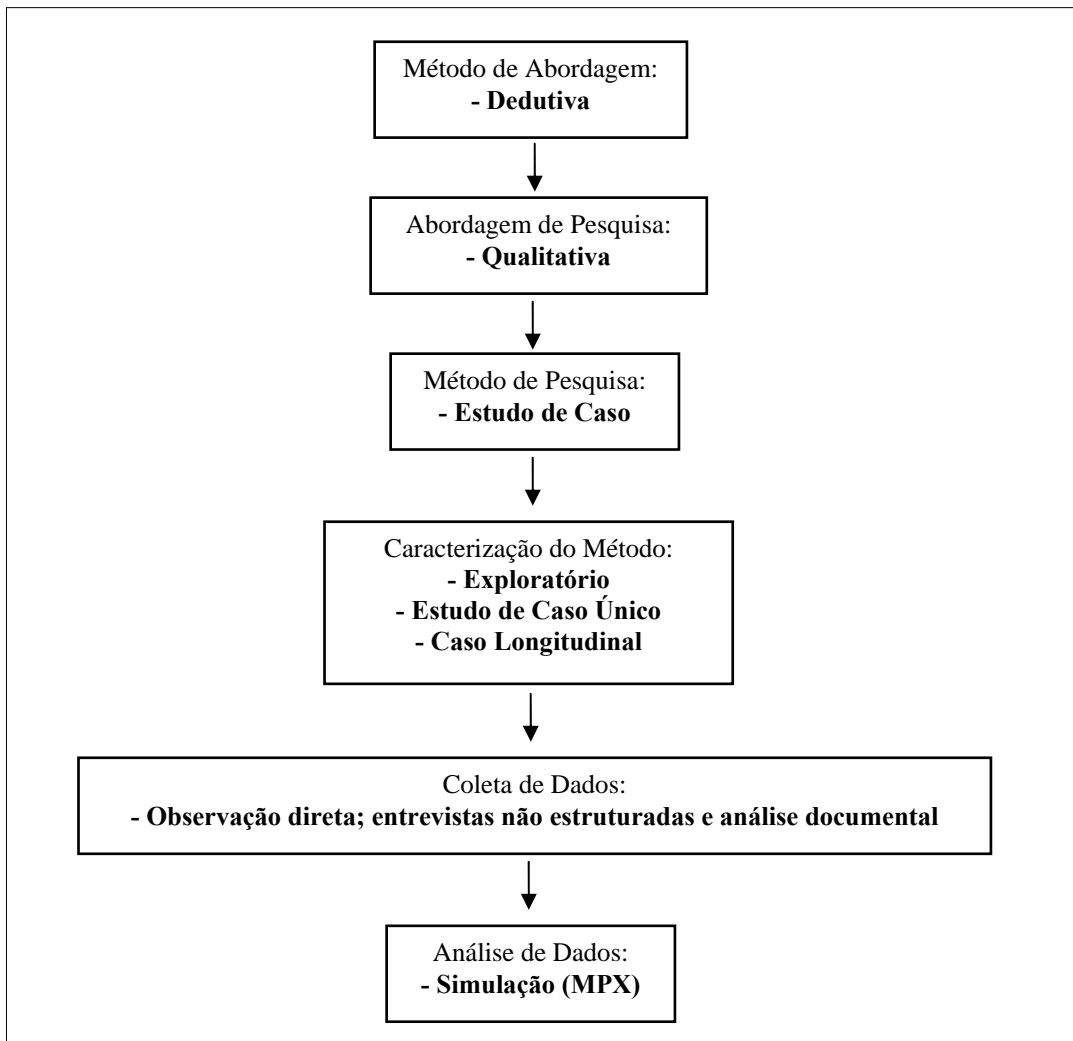 Método de Abordagem:
- Dedutiva
Abordagem de Pesquisa:
- Qualitativa
Método de Pesquisa:
- Estudo de Caso
Caracterização do Método:
- Exploratório
- Estudo de Caso Único
- Caso Longitudinal
Coleta de Dados:
- Observação direta; entrevistas não estruturadas e análise documental
Análise de Dados:
- Simulação (MPX)